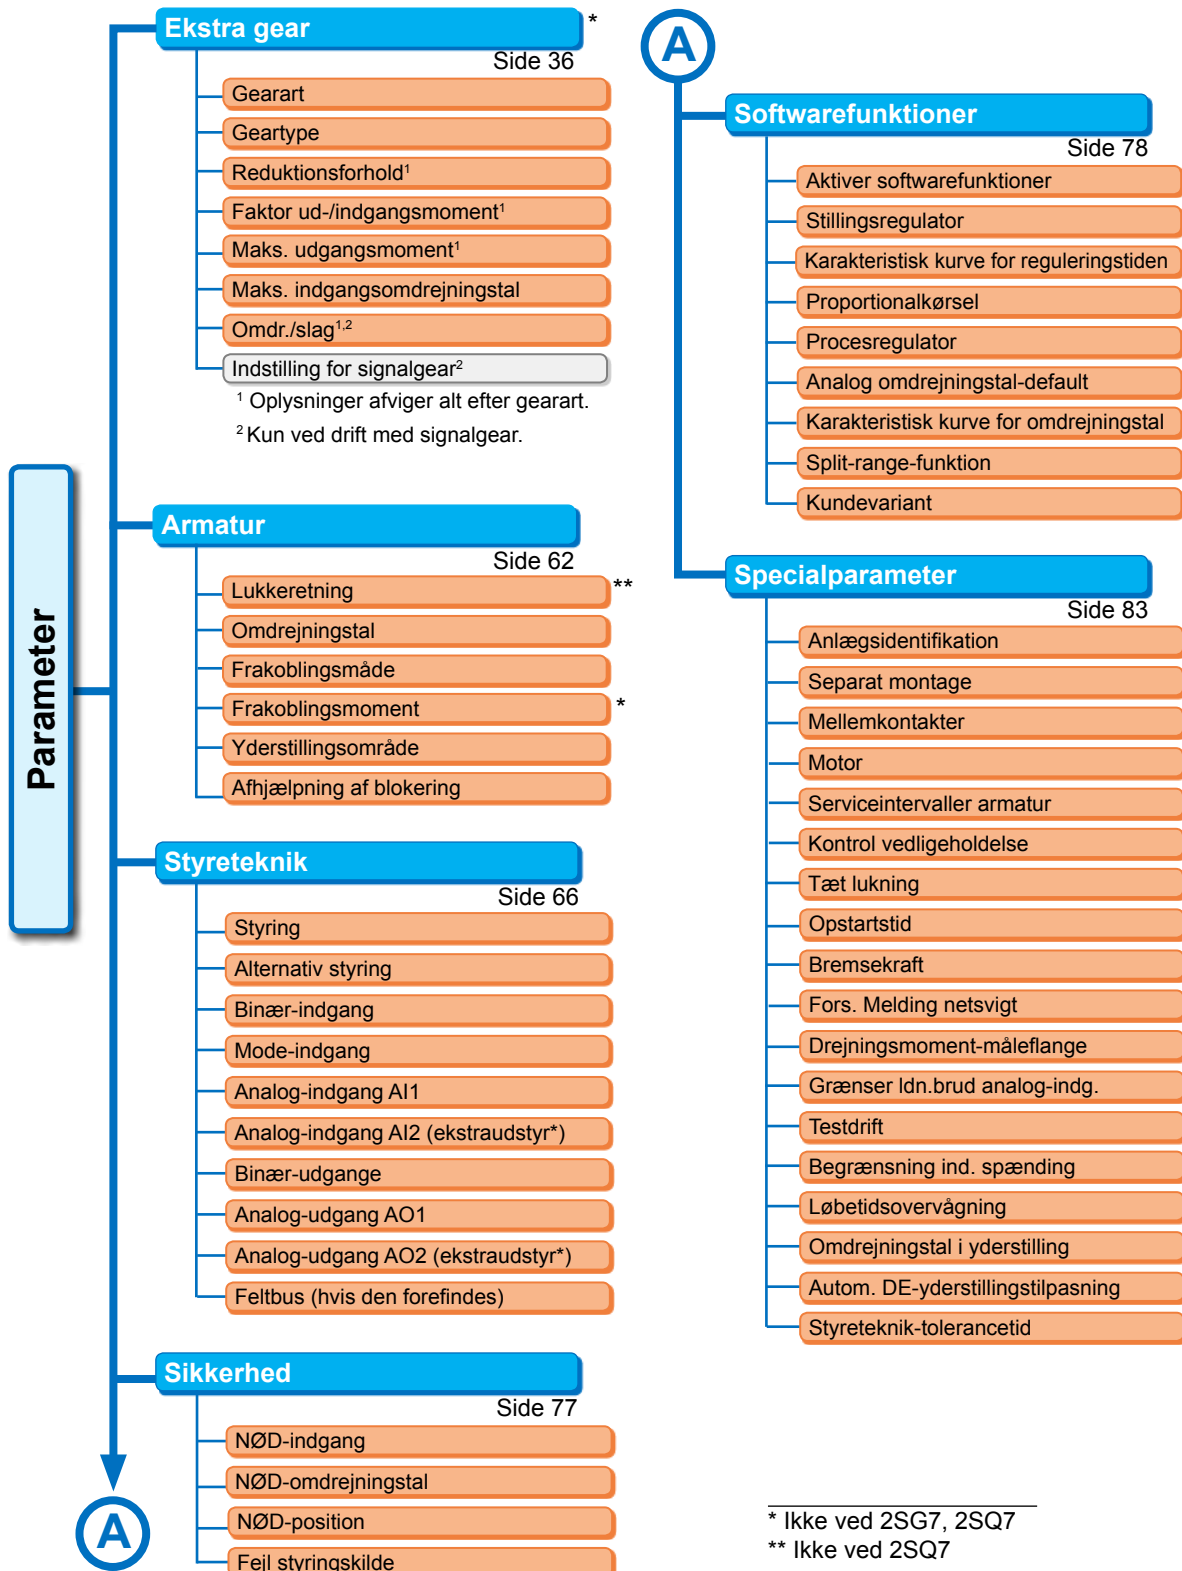 Parameter
Ekstra gear *
Side 36
Gearart
Geartype
Reduktionsforhold¹
Faktor ud-/indgangsmoment¹
Maks. udgangsmoment¹
Maks. indgangsomdrejningstal
Omdr./slag¹,²
Indstilling for signalgear²
¹ Oplysninger afviger alt efter gearart.
² Kun ved drift med signalgear.
Armatur
Side 62
Lukkeretning **
Omdrejningstal
Frakoblingsmåde
Frakoblingsmoment *
Yderstillingsområde
Afhjælpning af blokering
Styreteknik
Side 66
Styring
Alternativ styring
Binær-indgang
Mode-indgang
Analog-indgang AI1
Analog-indgang AI2 (ekstraudstyr*)
Binær-udgange
Analog-udgang AO1
Analog-udgang AO2 (ekstraudstyr*)
Feltbus (hvis den forefindes)
Sikkerhed
Side 77
NØD-indgang
NØD-omdrejningstal
NØD-position
Fejl styringskilde
A
A
Softwarefunktioner
Side 78
Aktiver softwarefunktioner
Stillingsregulator
Karakteristisk kurve for reguleringstiden
Proportionalkørsel
Procesregulator
Analog omdrejningstal-default
Karakteristisk kurve for omdrejningstal
Split-range-funktion
Kundevariant
Specialparameter
Side 83
Anlægsidentifikation
Separat montage
Mellemkontakter
Motor
Serviceintervaller armatur
Kontrol vedligeholdelse
Tæt lukning
Opstartstid
Bremsekraft
Fors. Melding netsvigt
Drejningsmoment-måleflange
Grænser ldn.brud analog-indg.
Testdrift
Begrænsning ind. spænding
Løbetidsovervågning
Omdrejningstal i yderstilling
Autom. DE-yderstillingstilpasning
Styreteknik-tolerancetid
* Ikke ved 2SG7, 2SQ7
** Ikke ved 2SQ7